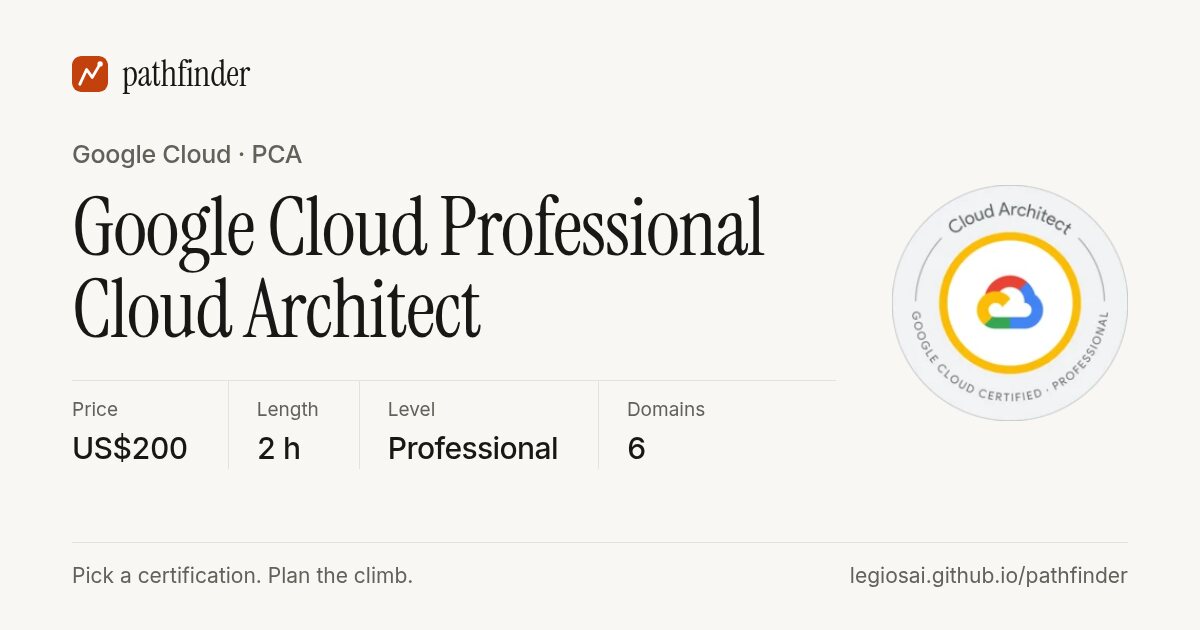 pathfinder
Google Cloud · PCA
Google Cloud Professional
Cloud Architect
Cloud Architect
GOOGLE CLOUD CERTIFIED · PROFESSIONAL
Price
US$200
Length
2 h
Level
Professional
Domains
6
Pick a certification. Plan the climb.
legiosai.github.io/pathfinder